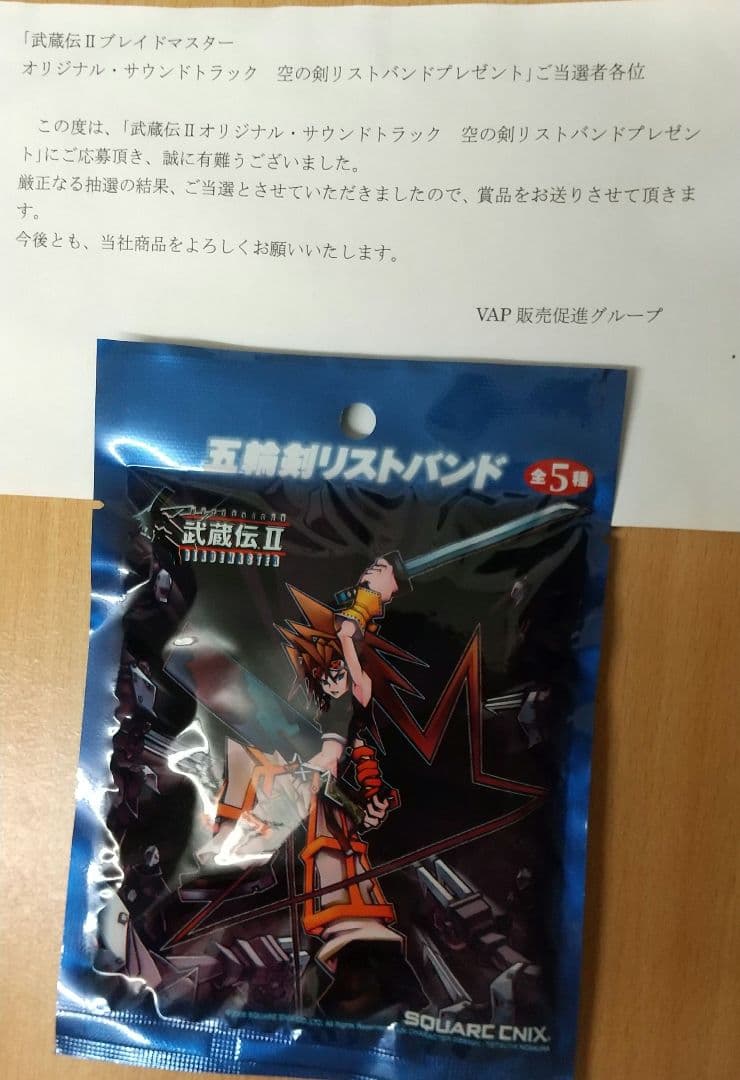 「武蔵伝Ⅱブレイドマスター
オリジナル・サウンドトラック　空の剣リストバンドプレゼント」ご当選者各位
この度は、「武蔵伝Ⅱオリジナル・サウンドトラック　空の剣リストバンドプレゼン
ト」にご応募頂き、誠に有難うございました。
厳正なる抽選の結果、ご当選とさせていただきましたので、賞品をお送りさせて頂きま
す。
今後とも、当社商品をよろしくお願いいたします。
VAP 販売促進グループ
五輪剣リストバンド
全5種
武蔵伝Ⅱ
BLADEMASTER
SQUARE ENIX.